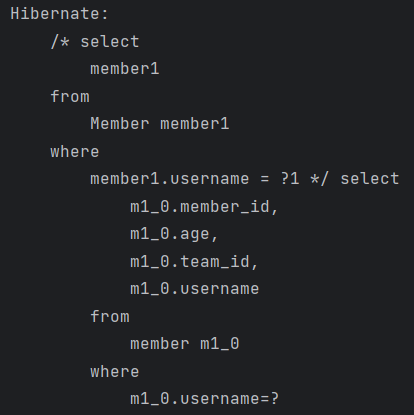 Hibernate:
/* select
member1
from
Member member1
where
member1.username = ?1 */ select
m1_0.member_id,
m1_0.age,
m1_0.team_id,
m1_0.username
from
member m1_0
where
m1_0.username=?